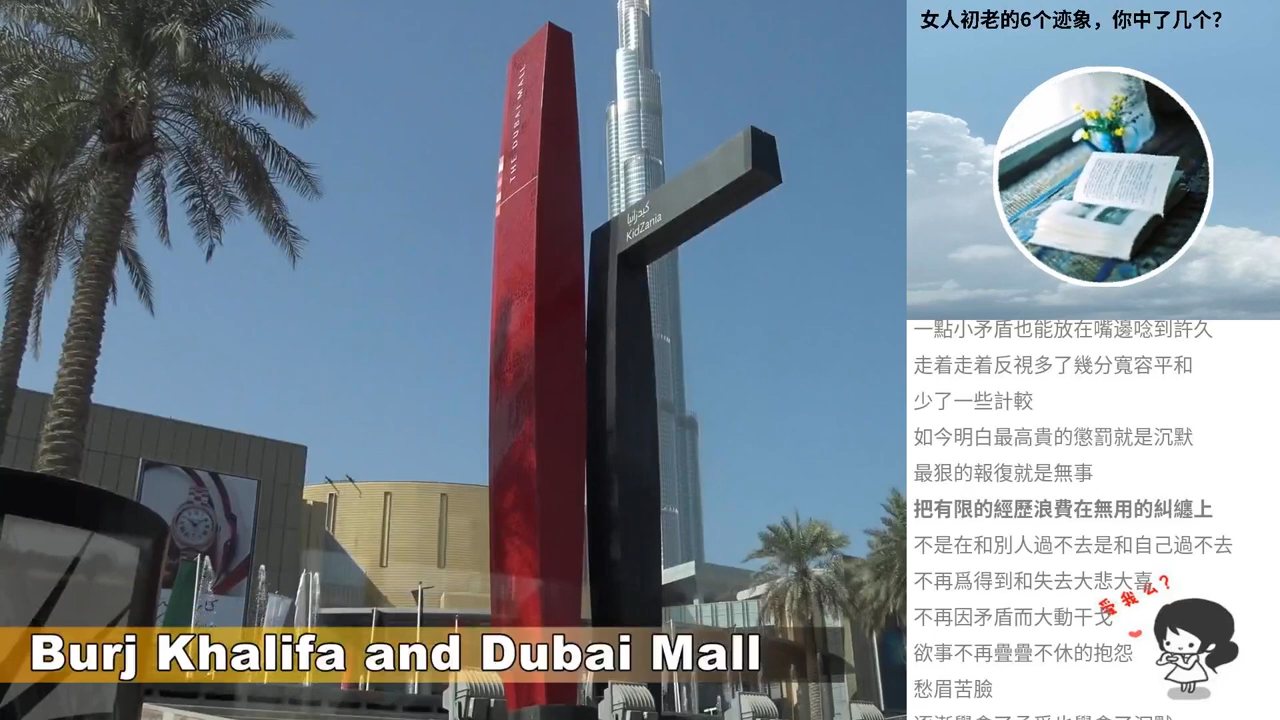 THE DUBAI MALL
كيدزانيا
KidZania
Burj Khalifa and Dubai Mall
女人初老的6个迹象，你中了几个？
一點小矛盾也能放在嘴邊唸到許久
走着走着反視多了幾分寬容平和
少了一些計較
如今明白最高貴的懲罰就是沉默
最狠的報復就是無事
把有限的經歷浪費在無用的糾纏上
不是在和別人過不去是和自己過不去
不再爲得到和失去大悲大喜
不再因矛盾而大動干戈
欲事不再疊疊不休的抱怨
愁眉苦臉
爱我么？